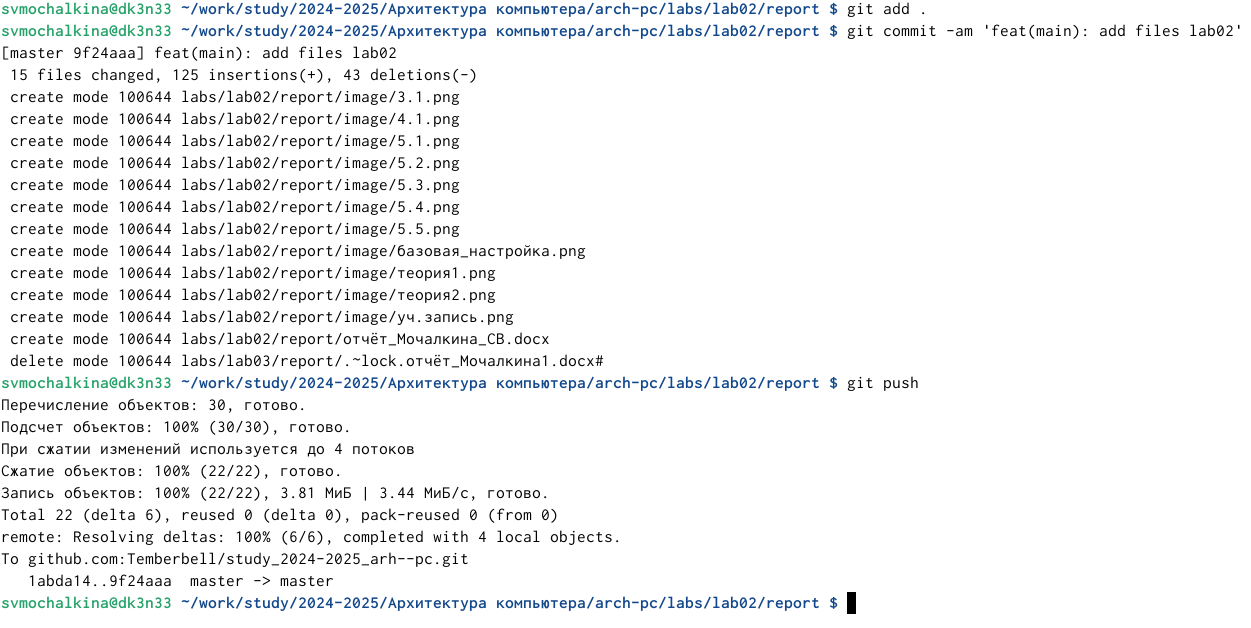 svmochalkina@dk3n33 ~/work/study/2024-2025/Архитектура компьютера/arch-pc/labs/lab02/report $ git add .
svmochalkina@dk3n33 ~/work/study/2024-2025/Архитектура компьютера/arch-pc/labs/lab02/report $ git commit -am 'feat(main): add files lab02'
[master 9f24aaa] feat(main): add files lab02
 15 files changed, 125 insertions(+), 43 deletions(-)
 create mode 100644 labs/lab02/report/image/3.1.png
 create mode 100644 labs/lab02/report/image/4.1.png
 create mode 100644 labs/lab02/report/image/5.1.png
 create mode 100644 labs/lab02/report/image/5.2.png
 create mode 100644 labs/lab02/report/image/5.3.png
 create mode 100644 labs/lab02/report/image/5.4.png
 create mode 100644 labs/lab02/report/image/5.5.png
 create mode 100644 labs/lab02/report/image/базовая_настройка.png
 create mode 100644 labs/lab02/report/image/теория1.png
 create mode 100644 labs/lab02/report/image/теория2.png
 create mode 100644 labs/lab02/report/image/уч.запись.png
 create mode 100644 labs/lab02/report/отчёт_Мочалкина_СВ.docx
 delete mode 100644 labs/lab03/report/.~lock.отчёт_Мочалкина1.docx#
svmochalkina@dk3n33 ~/work/study/2024-2025/Архитектура компьютера/arch-pc/labs/lab02/report $ git push
Перечисление объектов: 30, готово.
Подсчет объектов: 100% (30/30), готово.
При сжатии изменений используется до 4 потоков
Сжатие объектов: 100% (22/22), готово.
Запись объектов: 100% (22/22), 3.81 МиБ | 3.44 МиБ/с, готово.
Total 22 (delta 6), reused 0 (delta 0), pack-reused 0 (from 0)
remote: Resolving deltas: 100% (6/6), completed with 4 local objects.
To github.com:Temberbell/study_2024-2025_arh--pc.git
   1abda14..9f24aaa  master -> master
svmochalkina@dk3n33 ~/work/study/2024-2025/Архитектура компьютера/arch-pc/labs/lab02/report $